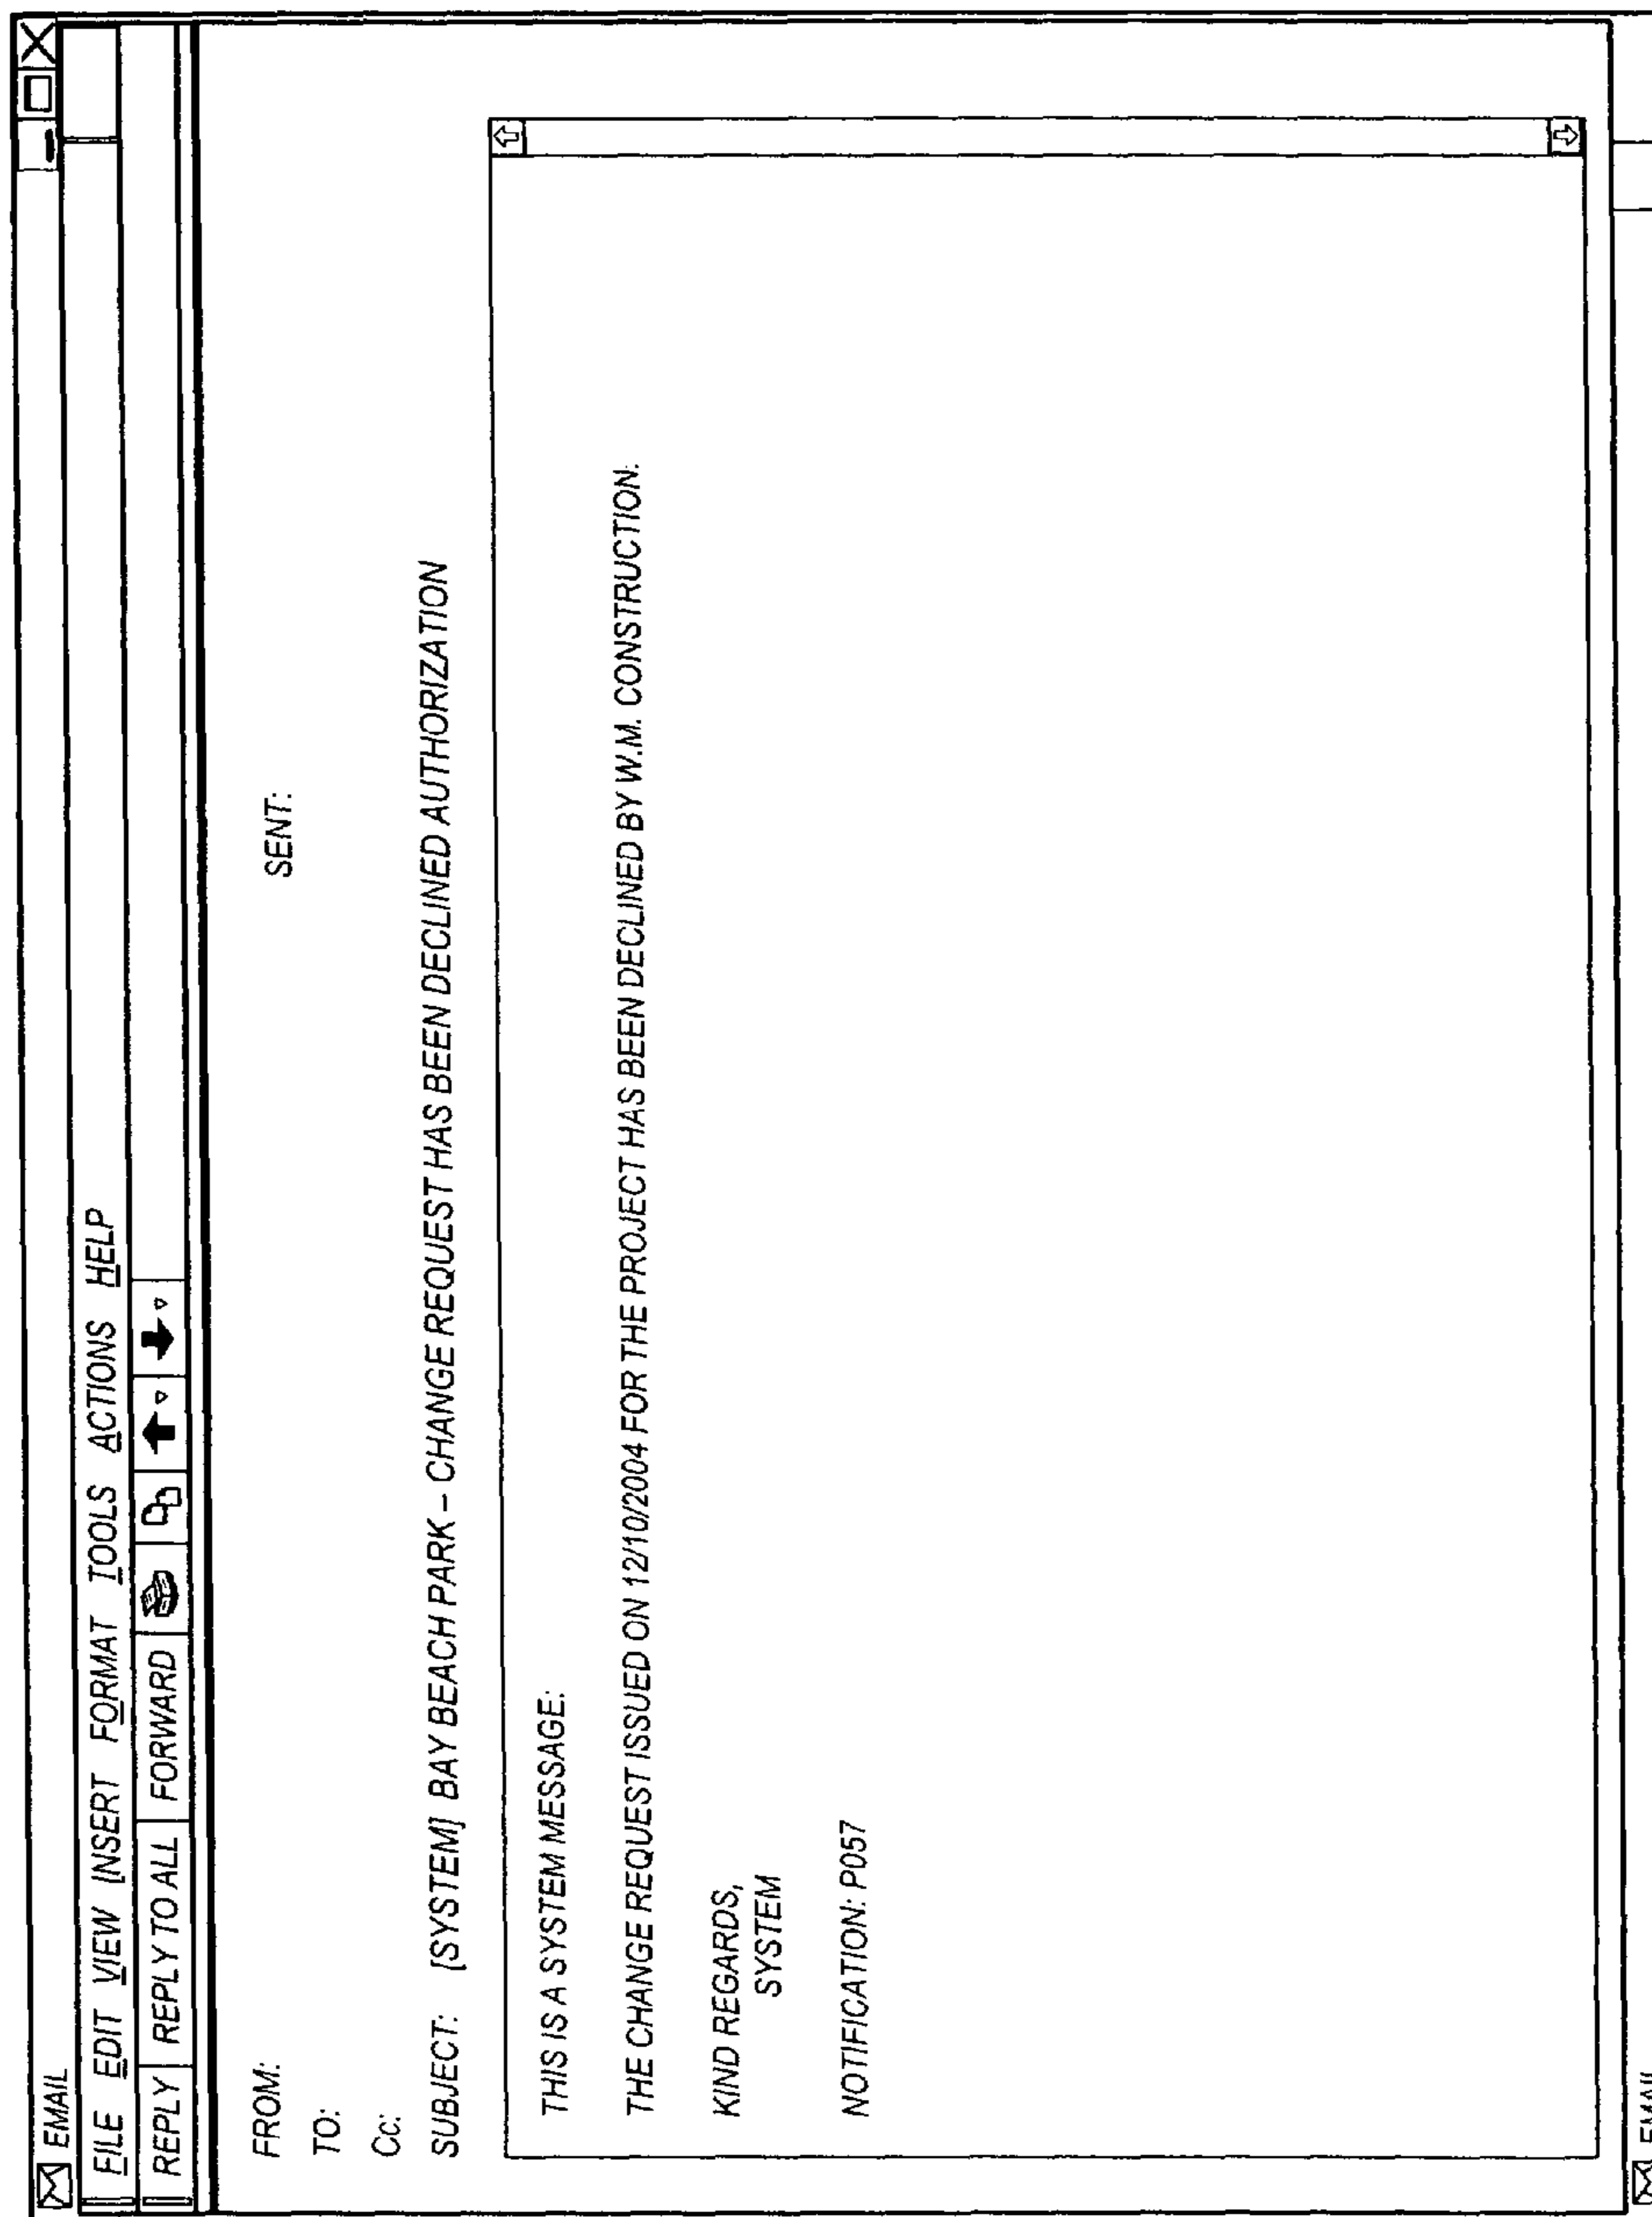 EMAIL
FILE EDIT VIEW INSERT FORMAT TOOLS ACTIONS HELP
REPLY REPLY TO ALL FORWARD
FROM: SENT:
TO:
Cc:
SUBJECT: [SYSTEM] BAY BEACH PARK – CHANGE REQUEST HAS BEEN DECLINED AUTHORIZATION
THIS IS A SYSTEM MESSAGE:
THE CHANGE REQUEST ISSUED ON 12/10/2004 FOR THE PROJECT HAS BEEN DECLINED BY W.M. CONSTRUCTION.
KIND REGARDS,
SYSTEM
NOTIFICATION: P057
EMAIL